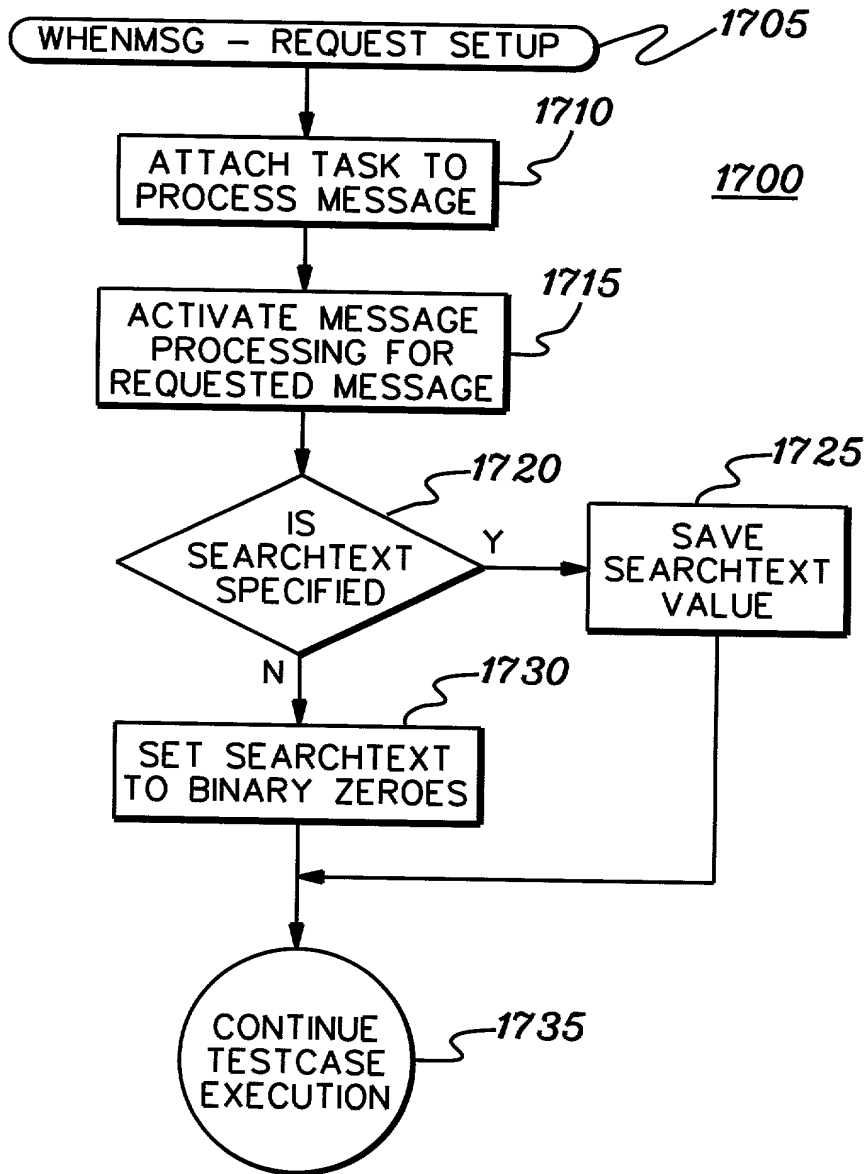 WHENMSG - REQUEST SETUP
1705
1710
ATTACH TASK TO
PROCESS MESSAGE
1700
1715
ACTIVATE MESSAGE
PROCESSING FOR
REQUESTED MESSAGE
1720
IS
SEARCHTEXT
SPECIFIED
Y
1725
SAVE
SEARCHTEXT
VALUE
N
1730
SET SEARCHTEXT
TO BINARY ZEROES
CONTINUE
TESTCASE
EXECUTION
1735